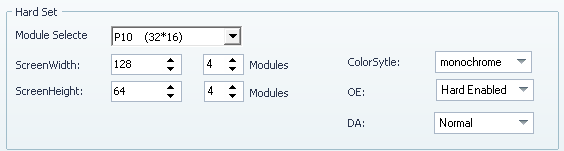 Hard Set
Module Selecte P10 (32*16)
ScreenWidth: 128 4 Modules
ColorSytle: monochrome
ScreenHeight: 64 4 Modules
OE: Hard Enabled
DA: Normal